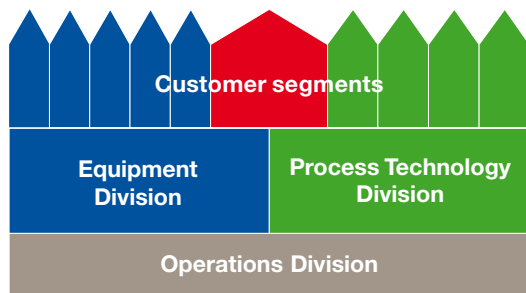 Customer segments
Equipment
Division
Process Technology
Division
Operations Division